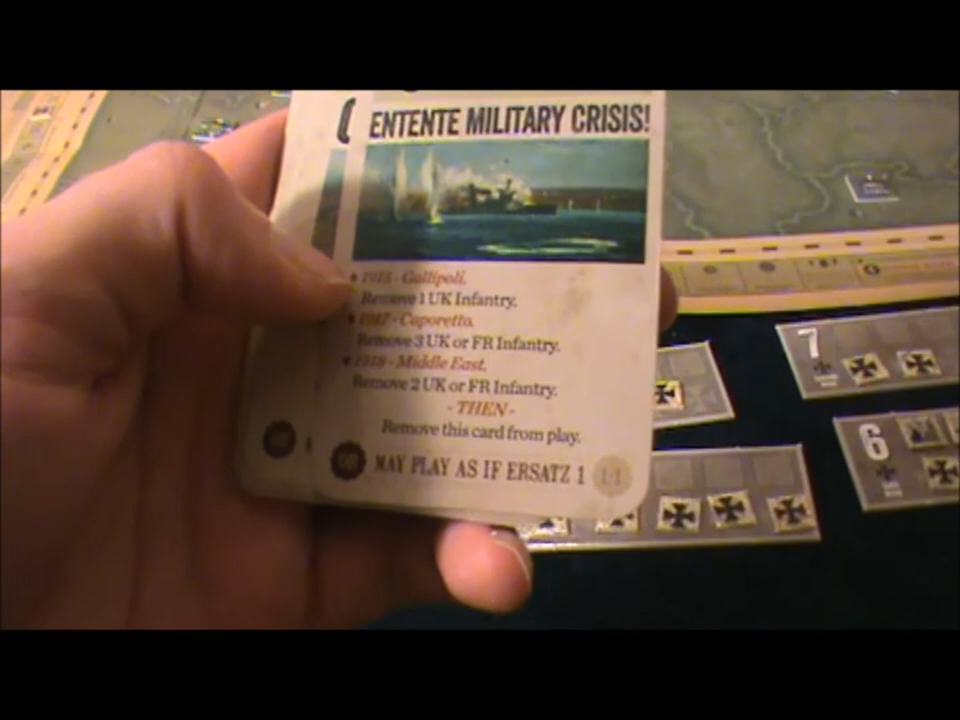 ENTENTE MILITARY CRISIS!
• 1915 - Gallipoli.
Remove 1 UK Infantry.
• 1917 - Caporetto.
Remove 3 UK or FR Infantry.
• 1918 - Middle East.
Remove 2 UK or FR Infantry.
- THEN -
Remove this card from play.
MAY PLAY AS IF ERSATZ 1
7
6